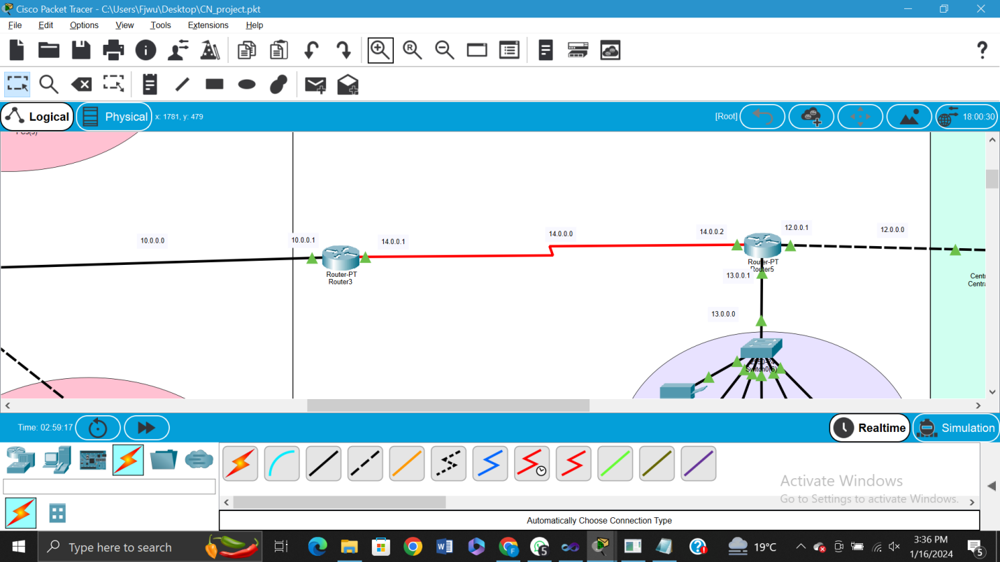 Cisco Packet Tracer - C:\Users\Fjwu\Desktop\CN_project.pkt
File Edit Options View Tools Extensions Help
Logical Physical x: 1781, y: 479 [Root] 18:00:30
10.0.0.0
10.0.0.1
14.0.0.1
14.0.0.0
14.0.0.2
12.0.0.1
12.0.0.0
Router-PT
Router3
Router-PT
Router5
13.0.0.1
13.0.0.0
Centr
Centra
Time: 02:59:17 Realtime Simulation
Activate Windows
Go to Settings to activate Windows.
Automatically Choose Connection Type
Type here to search
5
19°C
3:36 PM
1/16/2024
5